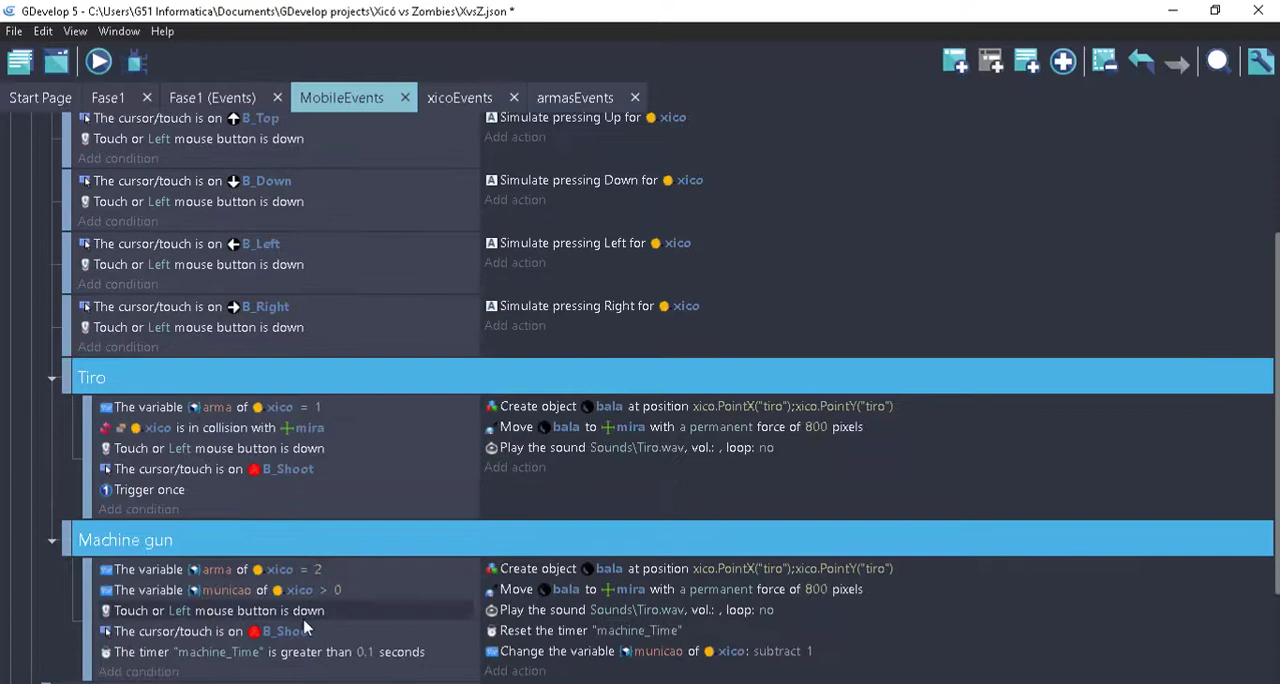 GDevelop 5 - C:\Users\G51 Informatica\Documents\GDevelop projects\Xicó vs Zombies\XvsZ.json *
File Edit View Window Help
Start Page Fase1 Fase1 (Events) MobileEvents xicoEvents armasEvents
The cursor/touch is on B_Top Simulate pressing Up for xico
Touch or Left mouse button is down Add action
Add condition
The cursor/touch is on B_Down Simulate pressing Down for xico
Touch or Left mouse button is down Add action
Add condition
The cursor/touch is on B_Left Simulate pressing Left for xico
Touch or Left mouse button is down Add action
Add condition
The cursor/touch is on B_Right Simulate pressing Right for xico
Touch or Left mouse button is down Add action
Add condition
Tiro
The variable arma of xico = 1 Create object bala at position xico.PointX("tiro");xico.PointY("tiro")
xico is in collision with mira Move bala to mira with a permanent force of 800 pixels
Touch or Left mouse button is down Play the sound Sounds\Tiro.wav, vol.: , loop: no
The cursor/touch is on B_Shoot Add action
Trigger once
Add condition
Machine gun
The variable arma of xico = 2 Create object bala at position xico.PointX("tiro");xico.PointY("tiro")
The variable municao of xico > 0 Move bala to mira with a permanent force of 800 pixels
Touch or Left mouse button is down Play the sound Sounds\Tiro.wav, vol.: , loop: no
The cursor/touch is on B_Shoot Reset the timer "machine_Time"
The timer "machine_Time" is greater than 0.1 seconds Change the variable municao of xico: subtract 1
Add condition Add action